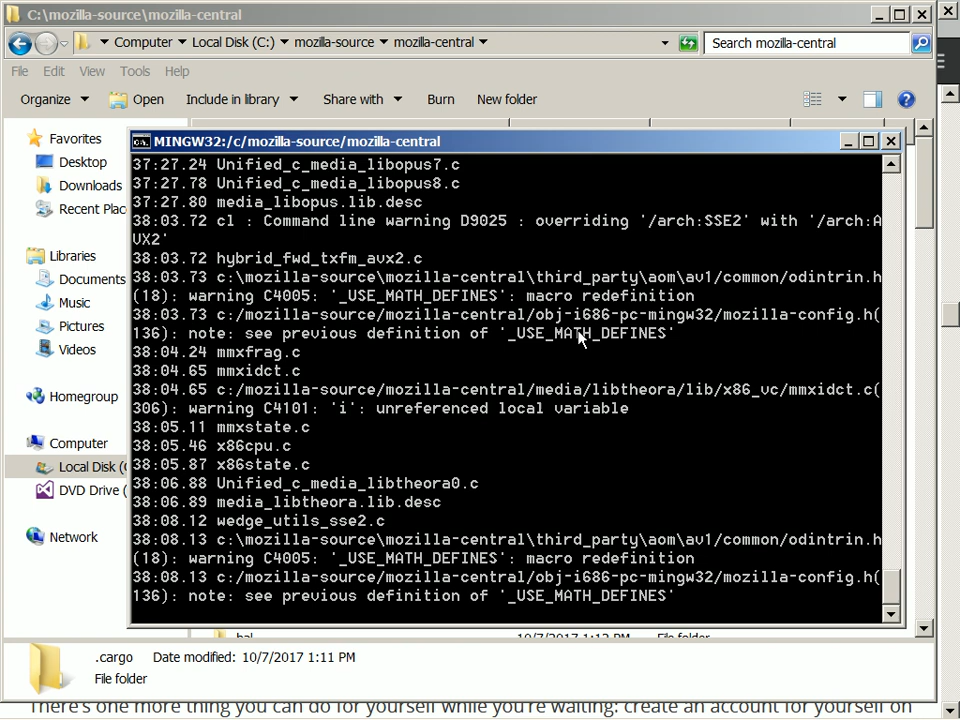 C:\mozilla-source\mozilla-central
Computer Local Disk (C:) mozilla-source mozilla-central
Search mozilla-central
File Edit View Tools Help
Organize Open Include in library Share with Burn New folder
Favorites
Desktop
Downloads
Recent Plac
Libraries
Documents
Music
Pictures
Videos
Homegroup
Computer
Local Disk (
DVD Drive (
Network
MINGW32:/c/mozilla-source/mozilla-central
37:27.24 Unified_c_media_libopus7.c
37:27.78 Unified_c_media_libopus8.c
37:27.80 media_libopus.lib.desc
38:03.72 cl : Command line warning D9025 : overriding '/arch:SSE2' with '/arch:A
VX2'
38:03.72 hybrid_fwd_txfm_avx2.c
38:03.73 c:\mozilla-source\mozilla-central\third_party\aom\av1/common/odintrin.h
(18): warning C4005: '_USE_MATH_DEFINES': macro redefinition
38:03.73 c:/mozilla-source/mozilla-central/obj-i686-pc-mingw32/mozilla-config.h(
136): note: see previous definition of '_USE_MATH_DEFINES'
38:04.24 mmxfrag.c
38:04.65 mmxidct.c
38:04.65 c:/mozilla-source/mozilla-central/media/libtheora/lib/x86_vc/mmxidct.c(
306): warning C4101: 'i': unreferenced local variable
38:05.11 mmxstate.c
38:05.46 x86cpu.c
38:05.87 x86state.c
38:06.88 Unified_c_media_libtheora0.c
38:06.89 media_libtheora.lib.desc
38:08.12 wedge_utils_sse2.c
38:08.13 c:\mozilla-source\mozilla-central\third_party\aom\av1/common/odintrin.h
(18): warning C4005: '_USE_MATH_DEFINES': macro redefinition
38:08.13 c:/mozilla-source/mozilla-central/obj-i686-pc-mingw32/mozilla-config.h(
136): note: see previous definition of '_USE_MATH_DEFINES'
hal 10/7/2017 1:12 PM File folder
.cargo Date modified: 10/7/2017 1:11 PM
File folder
There's one more thing you can do for yourself while you're waiting: create an account for yourself on